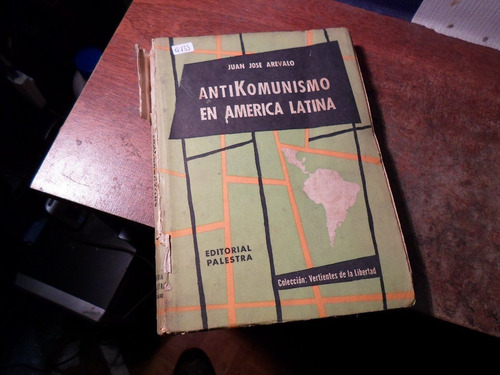 JUAN JOSE AREVALO
ANTIKOMUNISMO
EN AMERICA LATINA
EDITORIAL
PALESTRA
Colección: Vertientes de la Libertad